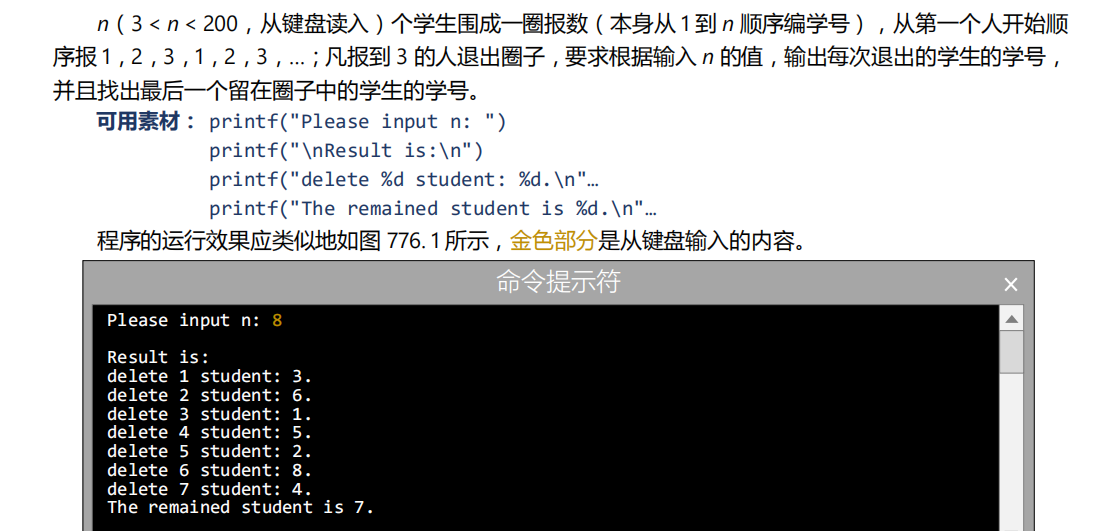 n（3 < n < 200，从键盘读入）个学生围成一圈报数（本身从 1 到 n 顺序编学号），从第一个人开始顺
序报 1，2，3，1，2，3，…；凡报到 3 的人退出圈子，要求根据输入 n 的值，输出每次退出的学生的学号，
并且找出最后一个留在圈子中的学生的学号。
可用素材： printf("Please input n: ")
printf("\nResult is:\n")
printf("delete %d student: %d.\n"…
printf("The remained student is %d.\n"…
程序的运行效果应类似地如图 776.1 所示，金色部分是从键盘输入的内容。
命令提示符 ×
Please input n: 8
Result is:
delete 1 student: 3.
delete 2 student: 6.
delete 3 student: 1.
delete 4 student: 5.
delete 5 student: 2.
delete 6 student: 8.
delete 7 student: 4.
The remained student is 7.